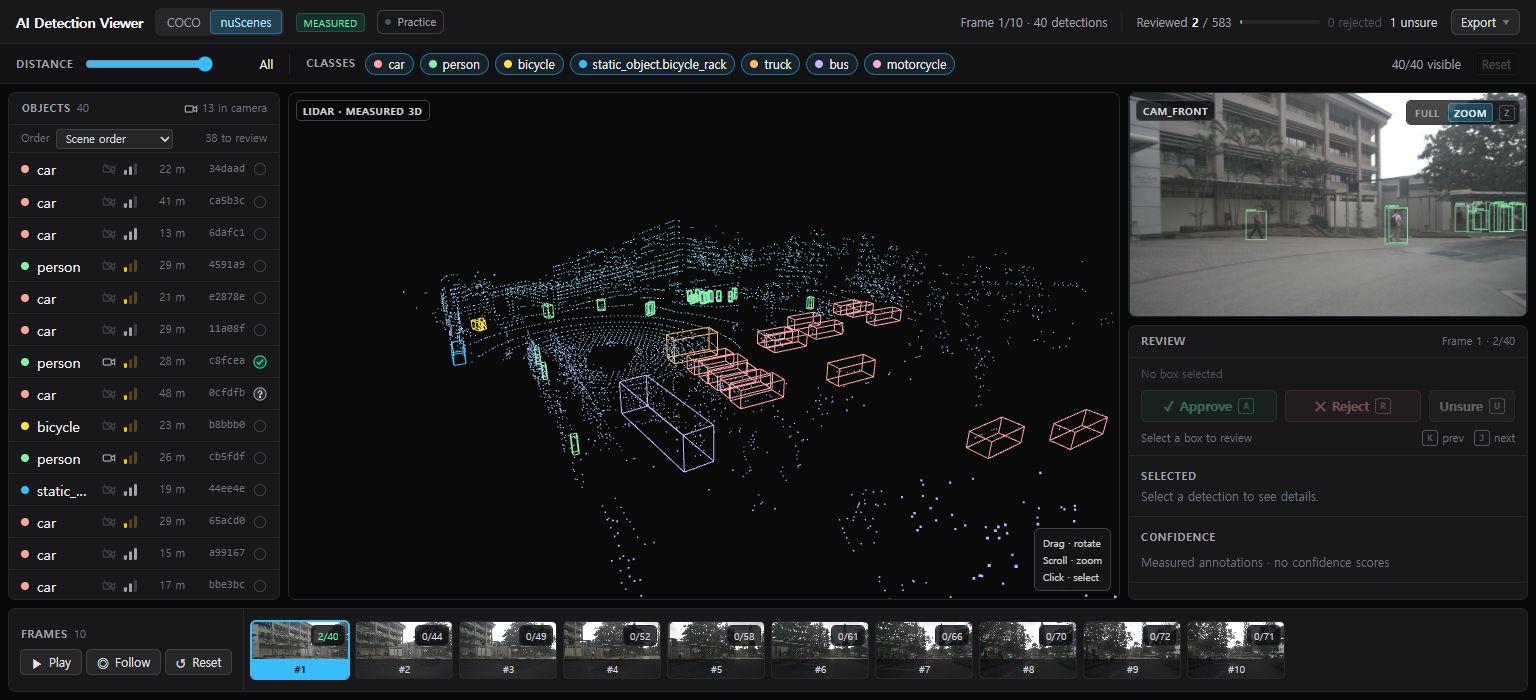 AI Detection Viewer COCO nuScenes MEASURED Practice Frame 1/10 · 40 detections Reviewed 2 / 583 0 rejected 1 unsure Export
DISTANCE All CLASSES car person bicycle static_object.bicycle_rack truck bus motorcycle 40/40 visible Reset
OBJECTS 40 13 in camera
Order Scene order 38 to review
car 22 m 34daad
car 41 m ca5b3c
car 13 m 6dafc1
person 29 m 4591a9
car 21 m e2878e
car 29 m 11a08f
person 28 m c8fcea
car 48 m 0cfdfb ?
bicycle 23 m b8bbb0
person 26 m cb5fdf
static_... 19 m 44ee4e
car 29 m 65acd0
car 15 m a99167
car 17 m bbe3bc
LIDAR · MEASURED 3D
Drag · rotate
Scroll · zoom
Click · select
CAM_FRONT FULL ZOOM Z
REVIEW Frame 1 · 2/40
No box selected
✓ Approve A ✕ Reject R Unsure U
Select a box to review K prev J next
SELECTED
Select a detection to see details.
CONFIDENCE
Measured annotations · no confidence scores
FRAMES 10
Play Follow Reset
2/40 0/44 0/49 0/52 0/58 0/61 0/66 0/70 0/72 0/71
#1 #2 #3 #4 #5 #6 #7 #8 #9 #10